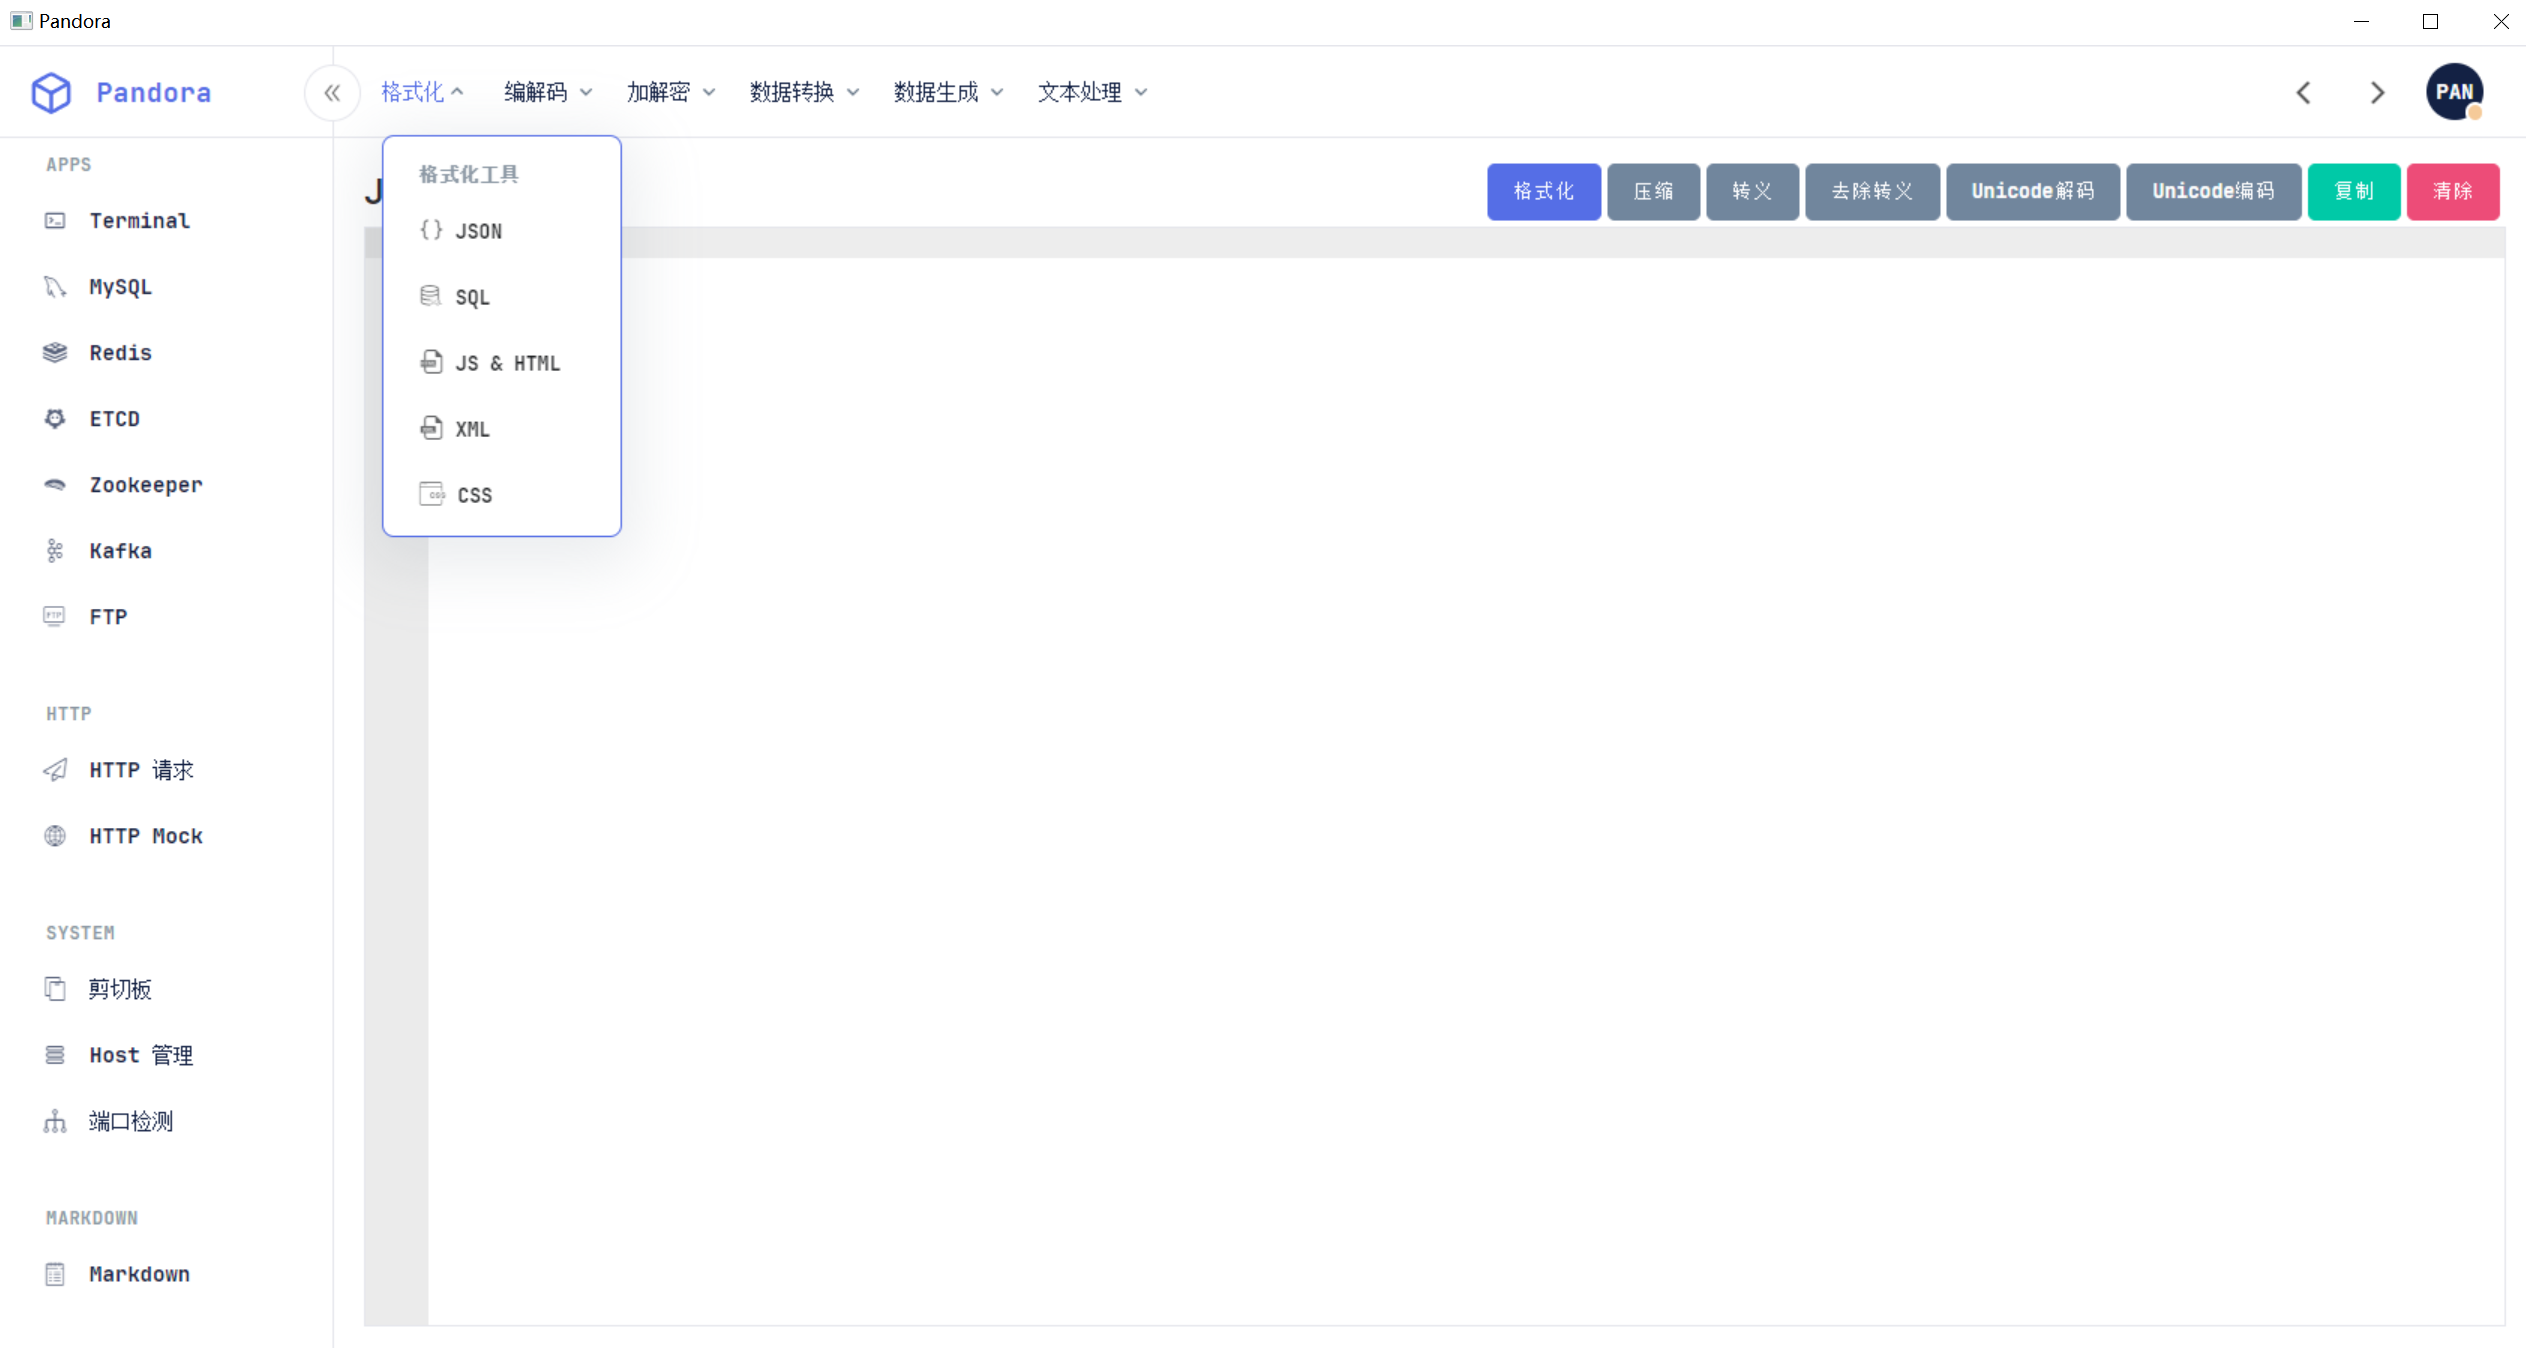 Pandora
Pandora
格式化 编解码 加解密 数据转换 数据生成 文本处理
PAN
APPS
Terminal
MySQL
Redis
ETCD
Zookeeper
Kafka
FTP
HTTP
HTTP 请求
HTTP Mock
SYSTEM
剪切板
Host 管理
端口检测
MARKDOWN
Markdown
格式化工具
JSON
SQL
JS & HTML
XML
CSS
格式化 压缩 转义 去除转义 Unicode解码 Unicode编码 复制 清除